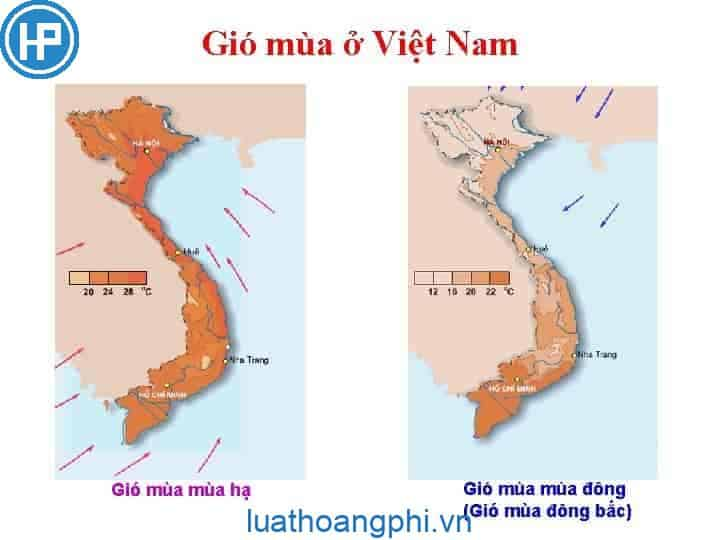 HP
Gió mùa ở Việt Nam
HÀ NỘI
Huế
20 24 28 °C
Nha Trang
HỒ CHÍ MINH
Gió mùa mùa hạ
HÀ NỘI
Huế
12 16 20 22 °C
Nha Trang
HỒ CHÍ MINH
Gió mùa mùa đông
(Gió mùa đông bắc)
luathoangphi.vn